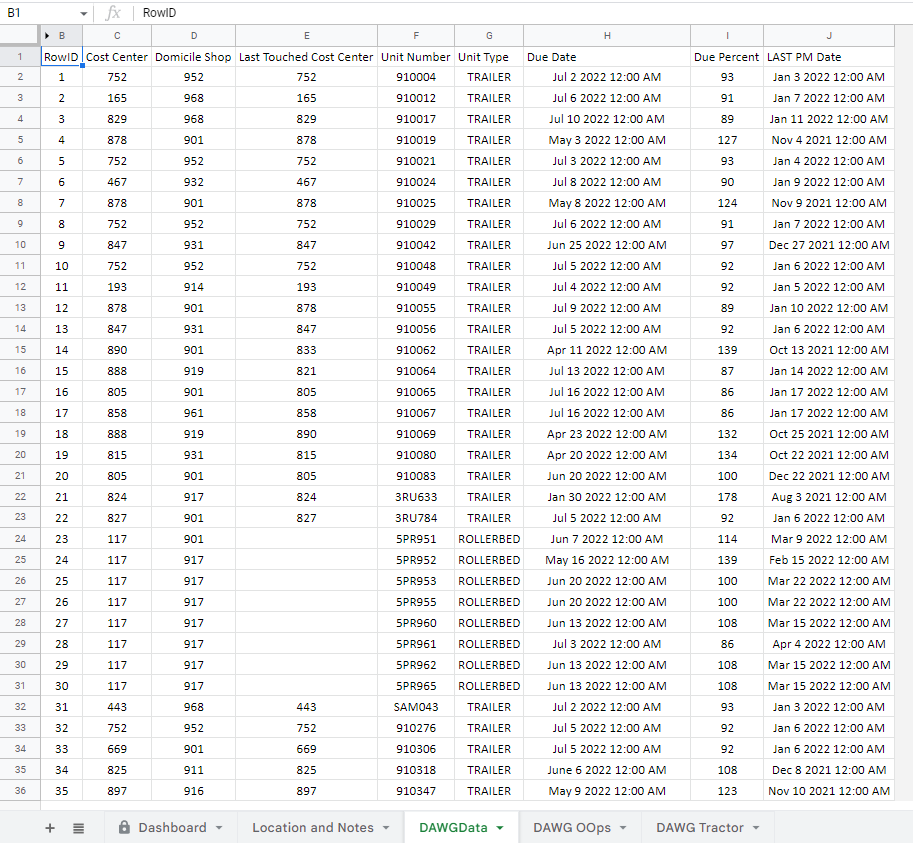 B1 fx RowID
B C D E F G H I J
1 RowID Cost Center Domicile Shop Last Touched Cost Center Unit Number Unit Type Due Date Due Percent LAST PM Date
2 1 752 952 752 910004 TRAILER Jul 2 2022 12:00 AM 93 Jan 3 2022 12:00 AM
3 2 165 968 165 910012 TRAILER Jul 6 2022 12:00 AM 91 Jan 7 2022 12:00 AM
4 3 829 968 829 910017 TRAILER Jul 10 2022 12:00 AM 89 Jan 11 2022 12:00 AM
5 4 878 901 878 910019 TRAILER May 3 2022 12:00 AM 127 Nov 4 2021 12:00 AM
6 5 752 952 752 910021 TRAILER Jul 3 2022 12:00 AM 93 Jan 4 2022 12:00 AM
7 6 467 932 467 910024 TRAILER Jul 8 2022 12:00 AM 90 Jan 9 2022 12:00 AM
8 7 878 901 878 910025 TRAILER May 8 2022 12:00 AM 124 Nov 9 2021 12:00 AM
9 8 752 952 752 910029 TRAILER Jul 6 2022 12:00 AM 91 Jan 7 2022 12:00 AM
10 9 847 931 847 910042 TRAILER Jun 25 2022 12:00 AM 97 Dec 27 2021 12:00 AM
11 10 752 952 752 910048 TRAILER Jul 5 2022 12:00 AM 92 Jan 6 2022 12:00 AM
12 11 193 914 193 910049 TRAILER Jul 4 2022 12:00 AM 92 Jan 5 2022 12:00 AM
13 12 878 901 878 910055 TRAILER Jul 9 2022 12:00 AM 89 Jan 10 2022 12:00 AM
14 13 847 931 847 910056 TRAILER Jul 5 2022 12:00 AM 92 Jan 6 2022 12:00 AM
15 14 890 901 833 910062 TRAILER Apr 11 2022 12:00 AM 139 Oct 13 2021 12:00 AM
16 15 888 919 821 910064 TRAILER Jul 13 2022 12:00 AM 87 Jan 14 2022 12:00 AM
17 16 805 901 805 910065 TRAILER Jul 16 2022 12:00 AM 86 Jan 17 2022 12:00 AM
18 17 858 961 858 910067 TRAILER Jul 16 2022 12:00 AM 86 Jan 17 2022 12:00 AM
19 18 888 919 890 910069 TRAILER Apr 23 2022 12:00 AM 132 Oct 25 2021 12:00 AM
20 19 815 931 815 910080 TRAILER Apr 20 2022 12:00 AM 134 Oct 22 2021 12:00 AM
21 20 805 901 805 910083 TRAILER Jun 20 2022 12:00 AM 100 Dec 22 2021 12:00 AM
22 21 824 917 824 3RU633 TRAILER Jan 30 2022 12:00 AM 178 Aug 3 2021 12:00 AM
23 22 827 901 827 3RU784 TRAILER Jul 5 2022 12:00 AM 92 Jan 6 2022 12:00 AM
24 23 117 901 5PR951 ROLLERBED Jun 7 2022 12:00 AM 114 Mar 9 2022 12:00 AM
25 24 117 917 5PR952 ROLLERBED May 16 2022 12:00 AM 139 Feb 15 2022 12:00 AM
26 25 117 917 5PR953 ROLLERBED Jun 20 2022 12:00 AM 100 Mar 22 2022 12:00 AM
27 26 117 917 5PR955 ROLLERBED Jun 20 2022 12:00 AM 100 Mar 22 2022 12:00 AM
28 27 117 917 5PR960 ROLLERBED Jun 13 2022 12:00 AM 108 Mar 15 2022 12:00 AM
29 28 117 917 5PR961 ROLLERBED Jul 3 2022 12:00 AM 86 Apr 4 2022 12:00 AM
30 29 117 917 5PR962 ROLLERBED Jun 13 2022 12:00 AM 108 Mar 15 2022 12:00 AM
31 30 117 917 5PR965 ROLLERBED Jun 13 2022 12:00 AM 108 Mar 15 2022 12:00 AM
32 31 443 968 443 SAM043 TRAILER Jul 2 2022 12:00 AM 93 Jan 3 2022 12:00 AM
33 32 752 952 752 910276 TRAILER Jul 5 2022 12:00 AM 92 Jan 6 2022 12:00 AM
34 33 669 901 669 910306 TRAILER Jul 5 2022 12:00 AM 92 Jan 6 2022 12:00 AM
35 34 825 911 825 910318 TRAILER June 6 2022 12:00 AM 108 Dec 8 2021 12:00 AM
36 35 897 916 897 910347 TRAILER May 9 2022 12:00 AM 123 Nov 10 2021 12:00 AM
Dashboard Location and Notes DAWGData DAWG OOps DAWG Tractor